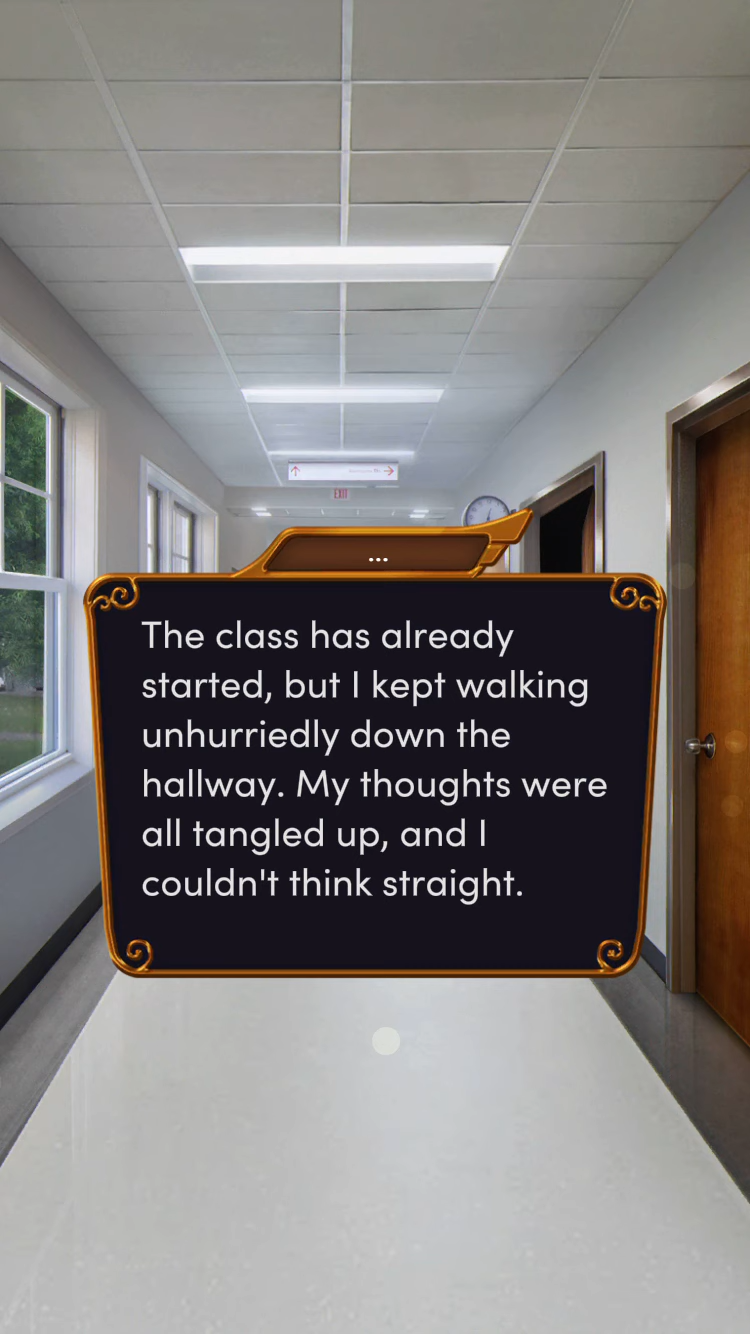 EXIT
...
The class has already
started, but I kept walking
unhurriedly down the
hallway. My thoughts were
all tangled up, and I
couldn't think straight.